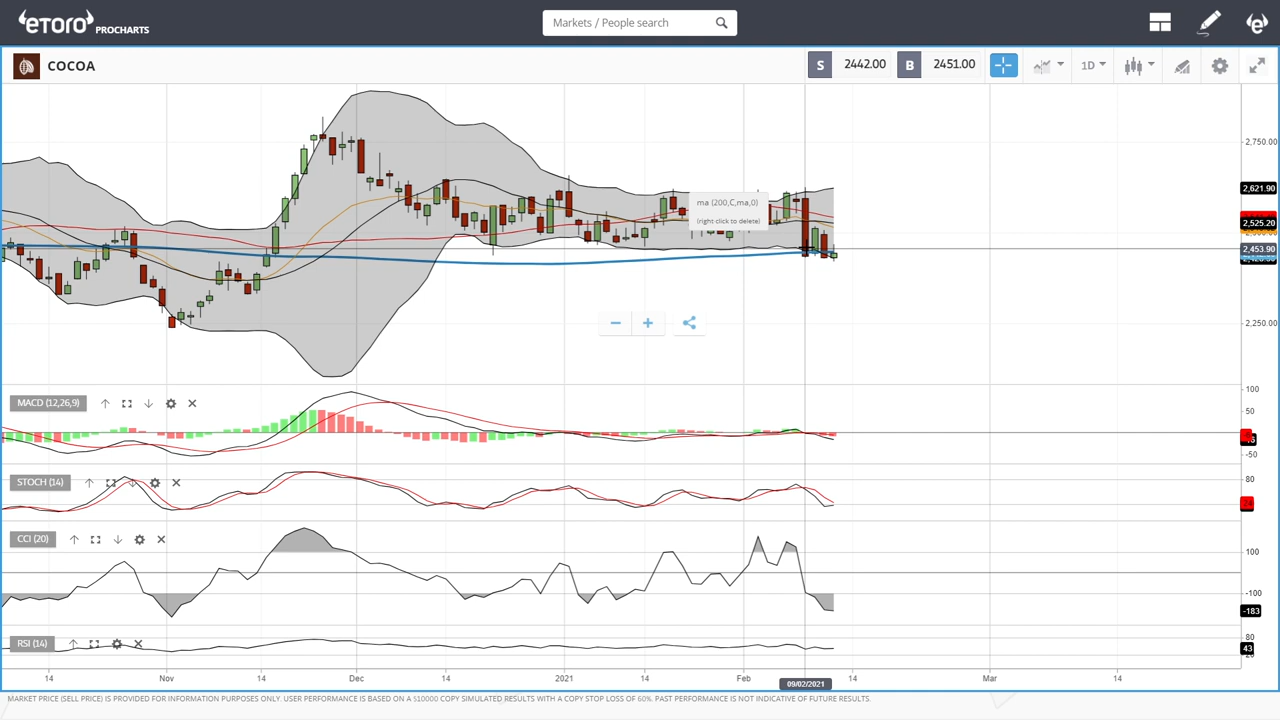 eToro PROCHARTS
Markets / People search
COCOA
S 2442.00 B 2451.00
1D
2,750.00
2,621.90
ma (200,C,ma,0)
(right click to delete)
2,525.20
2,453.90
2,250.00
MACD (12,26,9)
100
50
-50
STOCH (14)
80
CCI (20)
100
-100
-183
RSI (14)
80
43
14 Nov 14 Dec 14 2021 14 Feb 14 Mar 14
09/02/2021
MARKET PRICE (SELL PRICE) IS PROVIDED FOR INFORMATION PURPOSES ONLY. USER PERFORMANCE IS BASED ON A $10000 COPY SIMULATED RESULTS WITH A COPY STOP LOSS OF 60%. PAST PERFORMANCE IS NOT INDICATIVE OF FUTURE RESULTS.